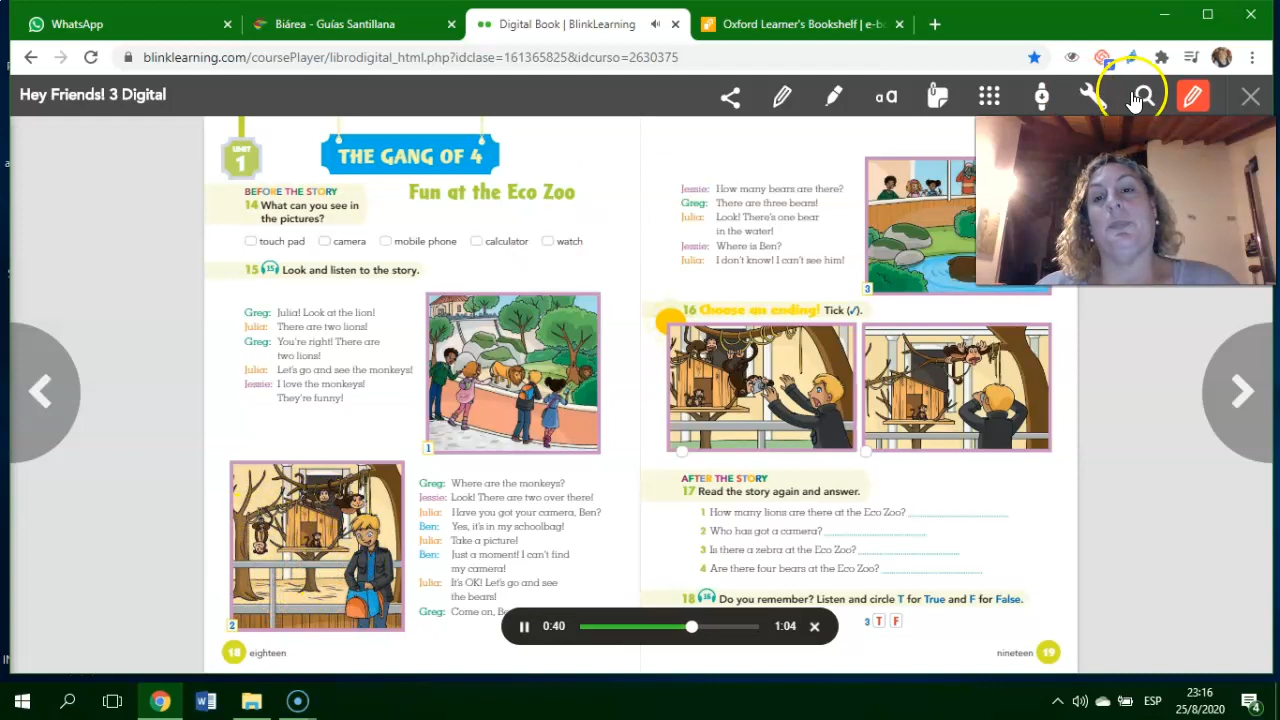 WhatsApp
Biárea - Guías Santillana
Digital Book | BlinkLearning
Oxford Learner's Bookshelf | e-b
blinklearning.com/coursePlayer/librodigital_html.php?idclase=161365825&idcurso=2630375
Hey Friends! 3 Digital
UNIT
1
THE GANG OF 4
BEFORE THE STORY
Fun at the Eco Zoo
14 What can you see in
the pictures?
touch pad camera mobile phone calculator watch
15 15 Look and listen to the story.
Greg: Julia! Look at the lion!
Julia: There are two lions!
Greg: You're right! There are
two lions!
Julia: Let's go and see the monkeys!
Jessie: I love the monkeys!
They're funny!
1
2
Greg: Where are the monkeys?
Jessie: Look! There are two over there!
Julia: Have you got your camera, Ben?
Ben: Yes, it's in my schoolbag!
Julia: Take a picture!
Ben: Just a moment! I can't find
my camera!
Julia: It's OK! Let's go and see
the bears!
Greg: Come on, Be
18 eighteen
Jessie: How many bears are there?
Greg: There are three bears!
Julia: Look! There's one bear
in the water!
Jessie: Where is Ben?
Julia: I don't know! I can't see him!
3
16 Choose an ending! Tick (✓).
AFTER THE STORY
17 Read the story again and answer.
1 How many lions are there at the Eco Zoo?
2 Who has got a camera?
3 Is there a zebra at the Eco Zoo?
4 Are there four bears at the Eco Zoo?
18 16 Do you remember? Listen and circle T for True and F for False.
3 T F
nineteen 19
0:40 1:04
ESP
23:16
25/8/2020
4